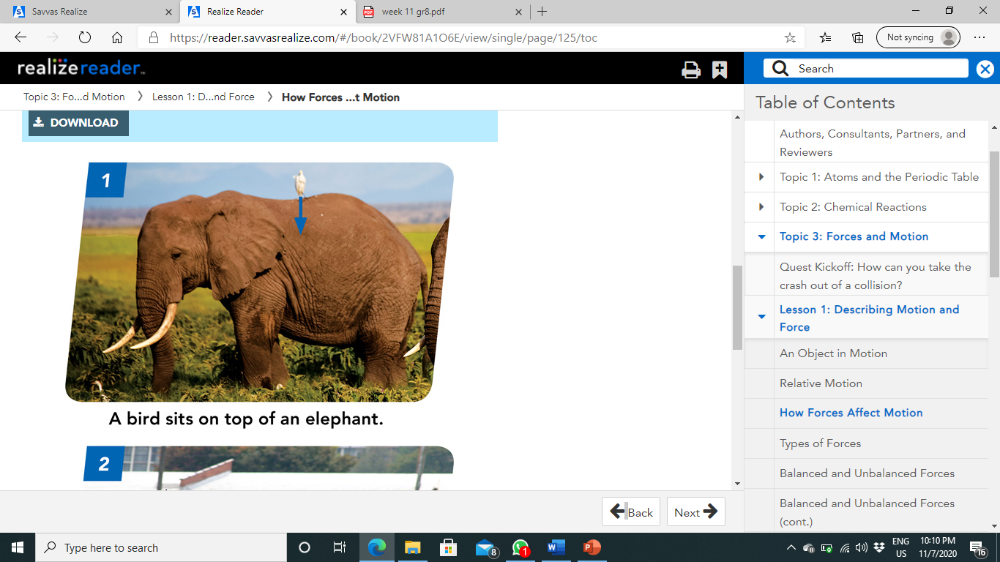 Savvas Realize
Realize Reader
week 11 gr8.pdf
https://reader.savvasrealize.com/#/book/2VFW81A1O6E/view/single/page/125/toc
Not syncing
realizereader™
Search
Topic 3: Fo...d Motion
Lesson 1: D...nd Force
How Forces ...t Motion
Table of Contents
DOWNLOAD
1
A bird sits on top of an elephant.
2
Back
Next
Authors, Consultants, Partners, and
Reviewers
Topic 1: Atoms and the Periodic Table
Topic 2: Chemical Reactions
Topic 3: Forces and Motion
Quest Kickoff: How can you take the
crash out of a collision?
Lesson 1: Describing Motion and
Force
An Object in Motion
Relative Motion
How Forces Affect Motion
Types of Forces
Balanced and Unbalanced Forces
Balanced and Unbalanced Forces
(cont.)
Type here to search
8
1
ENG
US
10:10 PM
11/7/2020
16